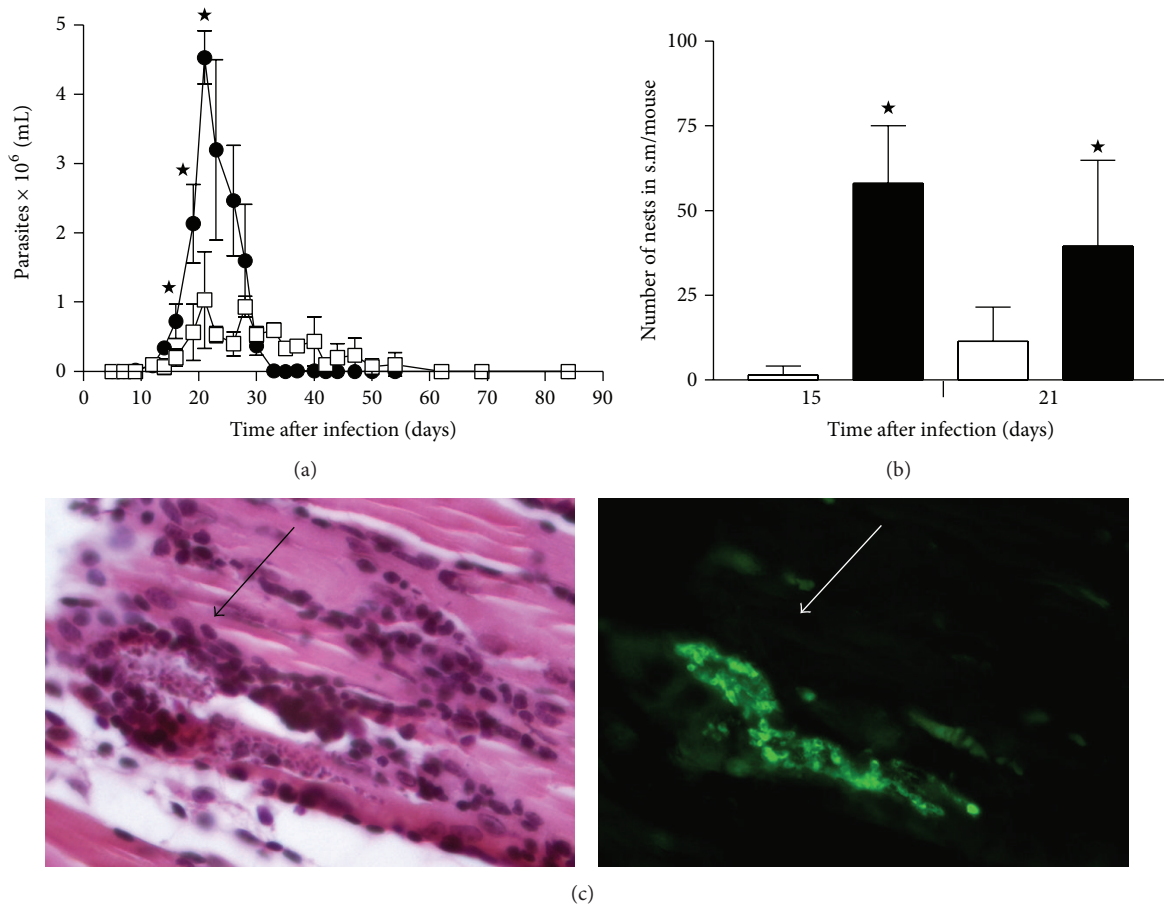 5
4
3
2
1
0
Parasites × 10⁶ (mL)
0 10 20 30 40 50 60 70 80 90
Time after infection (days)
(a)
100
75
50
25
0
Number of nests in s.m/mouse
15 21
Time after infection (days)
(b)
(c)